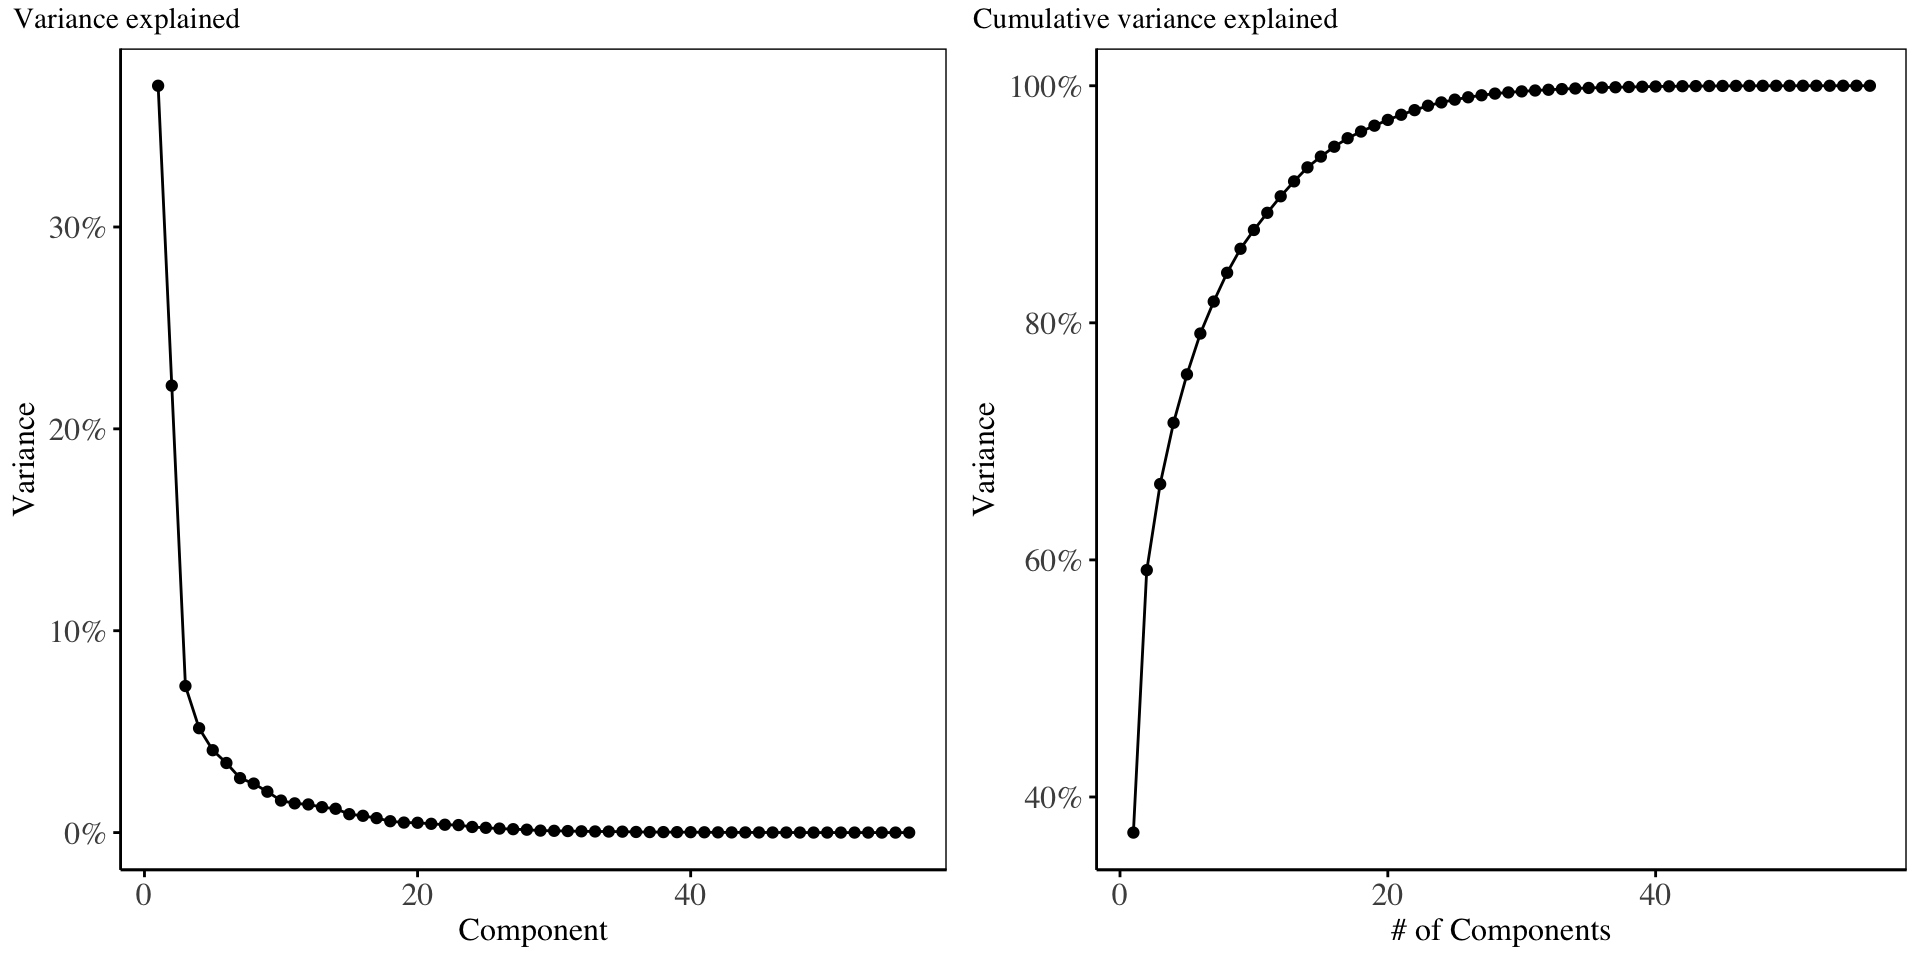 Variance explained
Variance
30%
20%
10%
0%
0 20 40
Component
Cumulative variance explained
Variance
100%
80%
60%
40%
0 20 40
# of Components